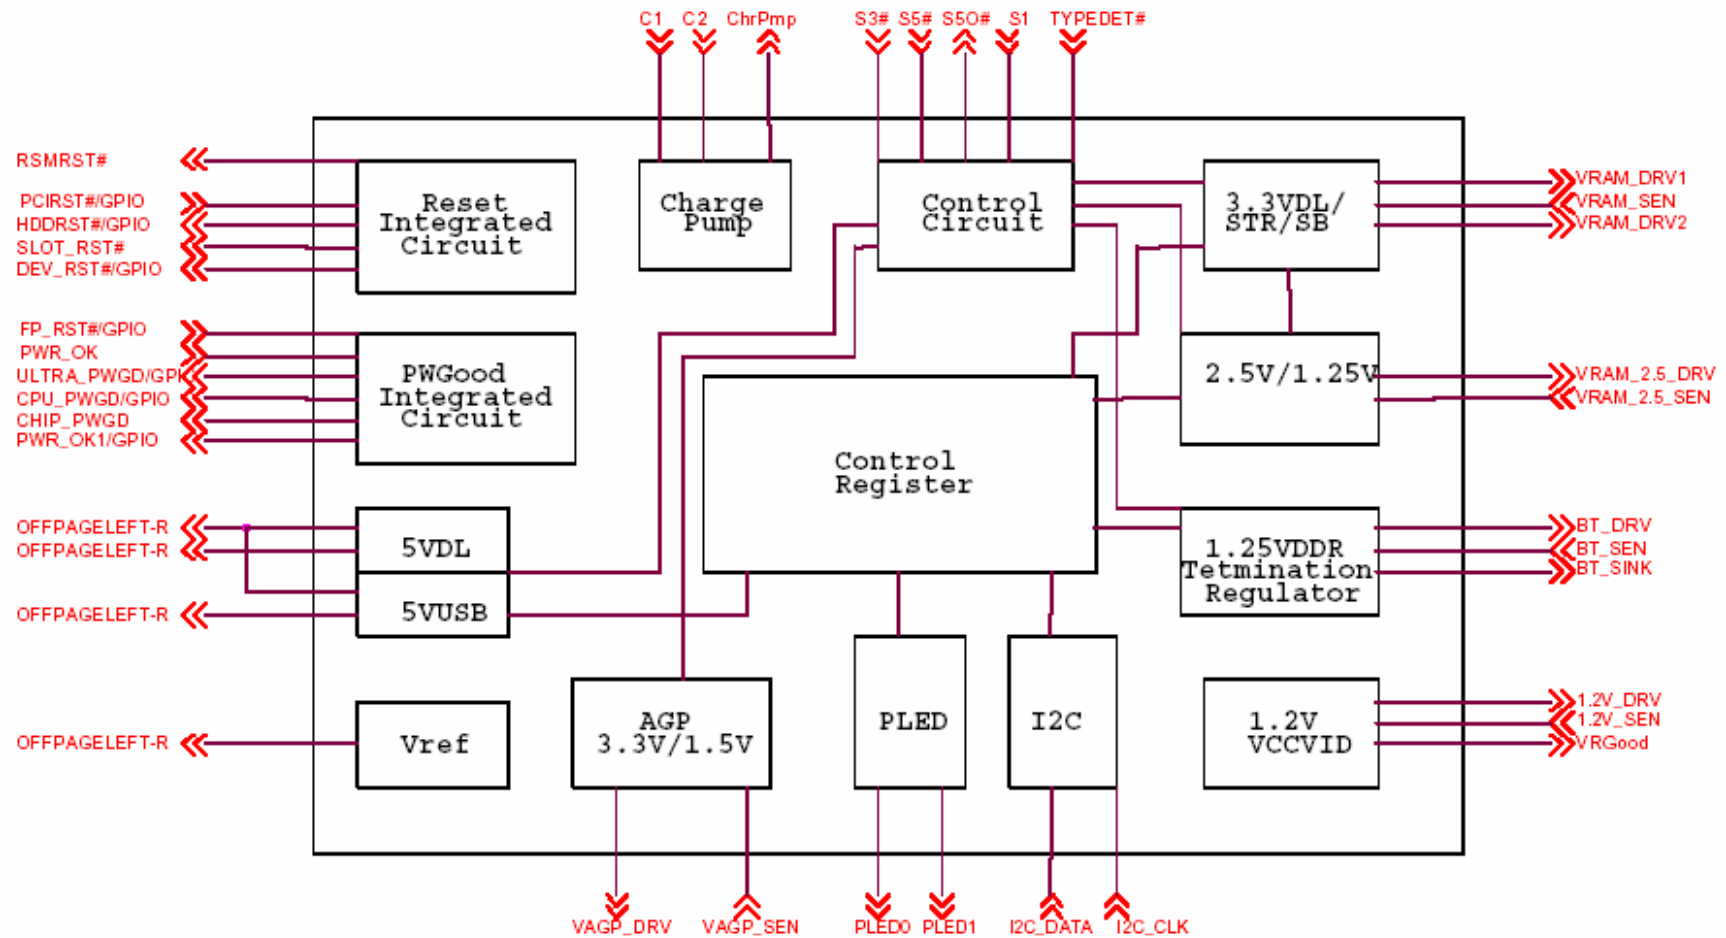 C1 C2 ChrPmp S3# S5# S5O# S1 TYPEDET#
RSMRST#
PCIRST#/GPIO
HDDRST#/GPIO
SLOT_RST#
DEV_RST#/GPIO
Reset
Integrated
Circuit
Charge
Pump
Control
Circuit
3.3VDL/
STR/SB
VRAM_DRV1
VRAM_SEN
VRAM_DRV2
FP_RST#/GPIO
PWR_OK
ULTRA_PWGD/GPI
CPU_PWGD/GPIO
CHIP_PWGD
PWR_OK1/GPIO
PWGood
Integrated
Circuit
2.5V/1.25V
VRAM_2.5_DRV
VRAM_2.5_SEN
Control
Register
OFFPAGELEFT-R
OFFPAGELEFT-R
OFFPAGELEFT-R
5VDL
5VUSB
1.25VDDR
Tetmination
Regulator
BT_DRV
BT_SEN
BT_SINK
OFFPAGELEFT-R
Vref
AGP
3.3V/1.5V
PLED
I2C
1.2V
VCCVID
1.2V_DRV
1.2V_SEN
VRGood
VAGP_DRV VAGP_SEN PLED0 PLED1 I2C_DATA I2C_CLK